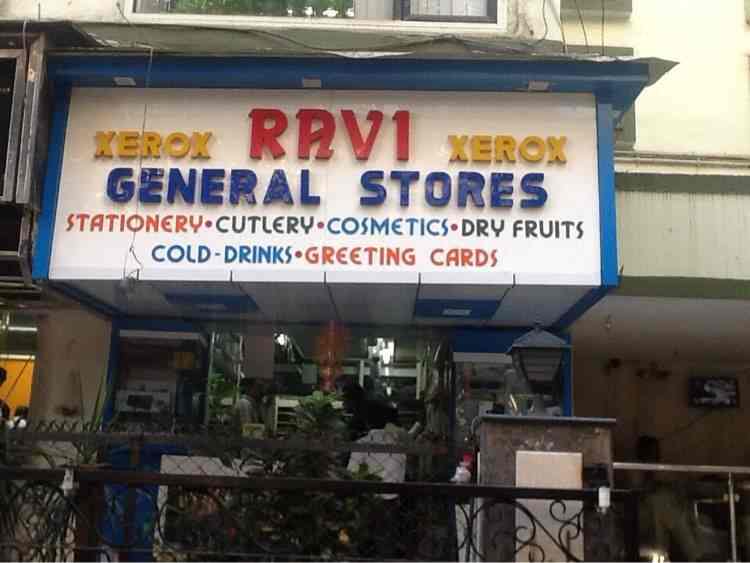 XEROX RAVI XEROX
GENERAL STORES
STATIONERY•CUTLERY•COSMETICS•DRY FRUITS
COLD-DRINKS•GREETING CARDS